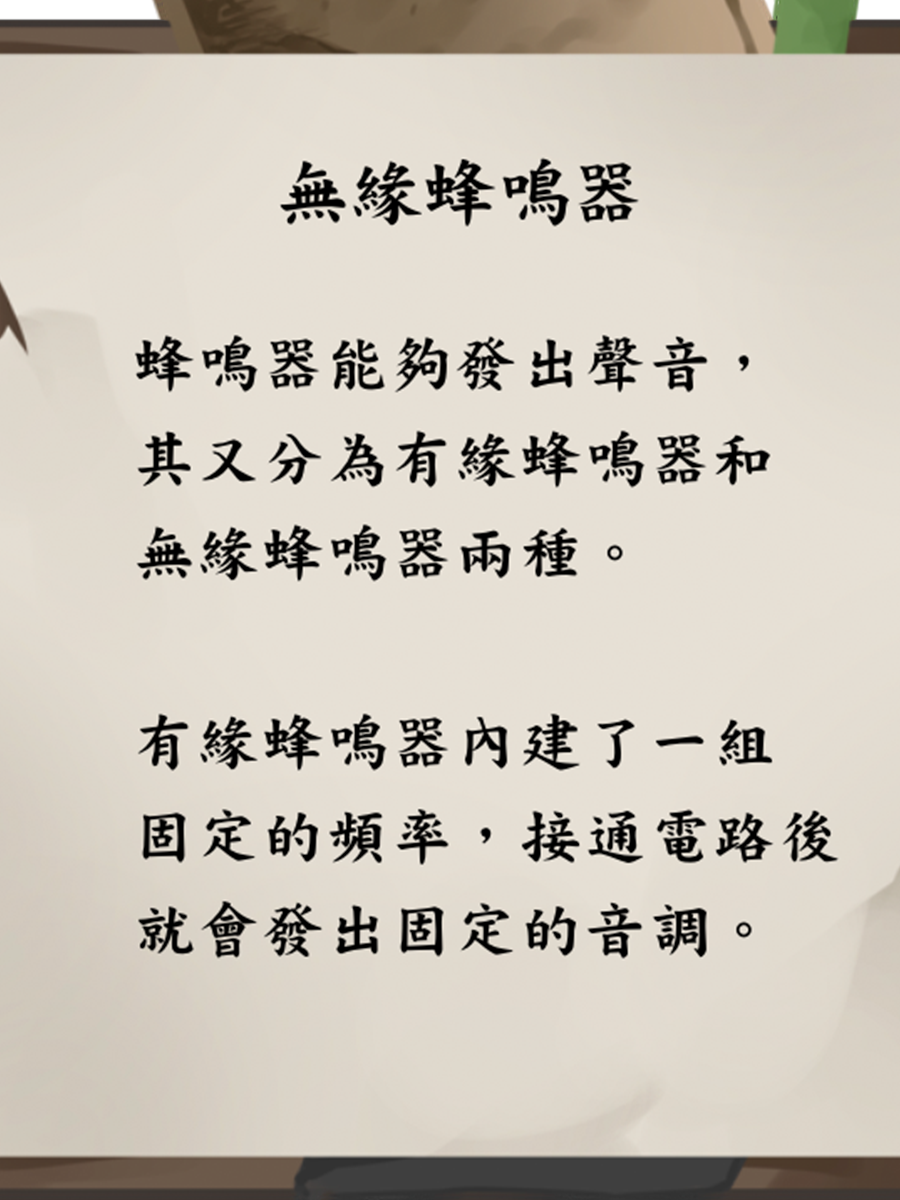 無緣蜂鳴器
蜂鳴器能夠發出聲音，
其又分為有緣蜂鳴器和
無緣蜂鳴器兩種。
有緣蜂鳴器內建了一組
固定的頻率，接通電路後
就會發出固定的音調。